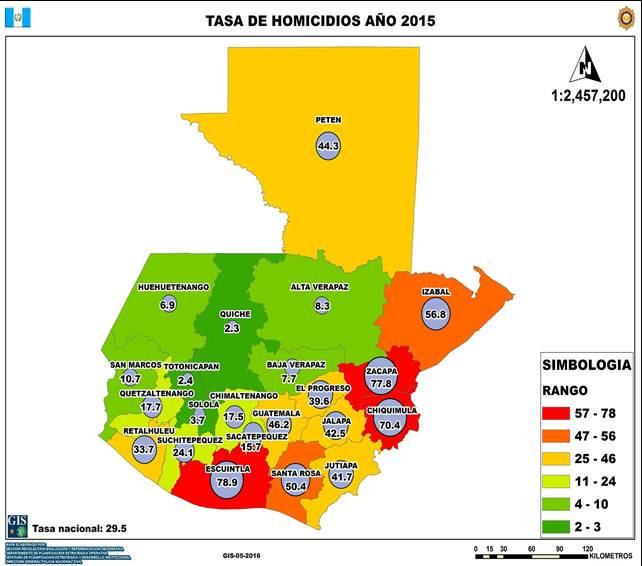 TASA DE HOMICIDIOS AÑO 2015
N
1:2,457,200
PETEN
44.3
HUEHUETENANGO
6.9
ALTA VERAPAZ
8.3
IZABAL
56.8
QUICHE
2.3
SAN MARCOS
10.7
TOTONICAPAN
2.4
BAJA VERAPAZ
7.7
ZACAPA
77.8
EL PROGRESO
39.6
QUETZALTENANGO
17.7
CHIMALTENANGO
17.5
SOLOLA
3.7
GUATEMALA
46.2
CHIQUIMULA
70.4
JALAPA
42.5
RETALHULEU
33.7
SUCHITEPEQUEZ
24.1
SACATEPEQUEZ
15.7
ESCUINTLA
78.9
SANTA ROSA
50.4
JUTIAPA
41.7
SIMBOLOGIA
RANGO
57 - 78
47 - 56
25 - 46
11 - 24
4 - 10
2 - 3
GIS
Tasa nacional: 29.5
MAPA ELABORADO POR:
GIS-05-2016
0 15 30 60 90 120
KILOMETROS